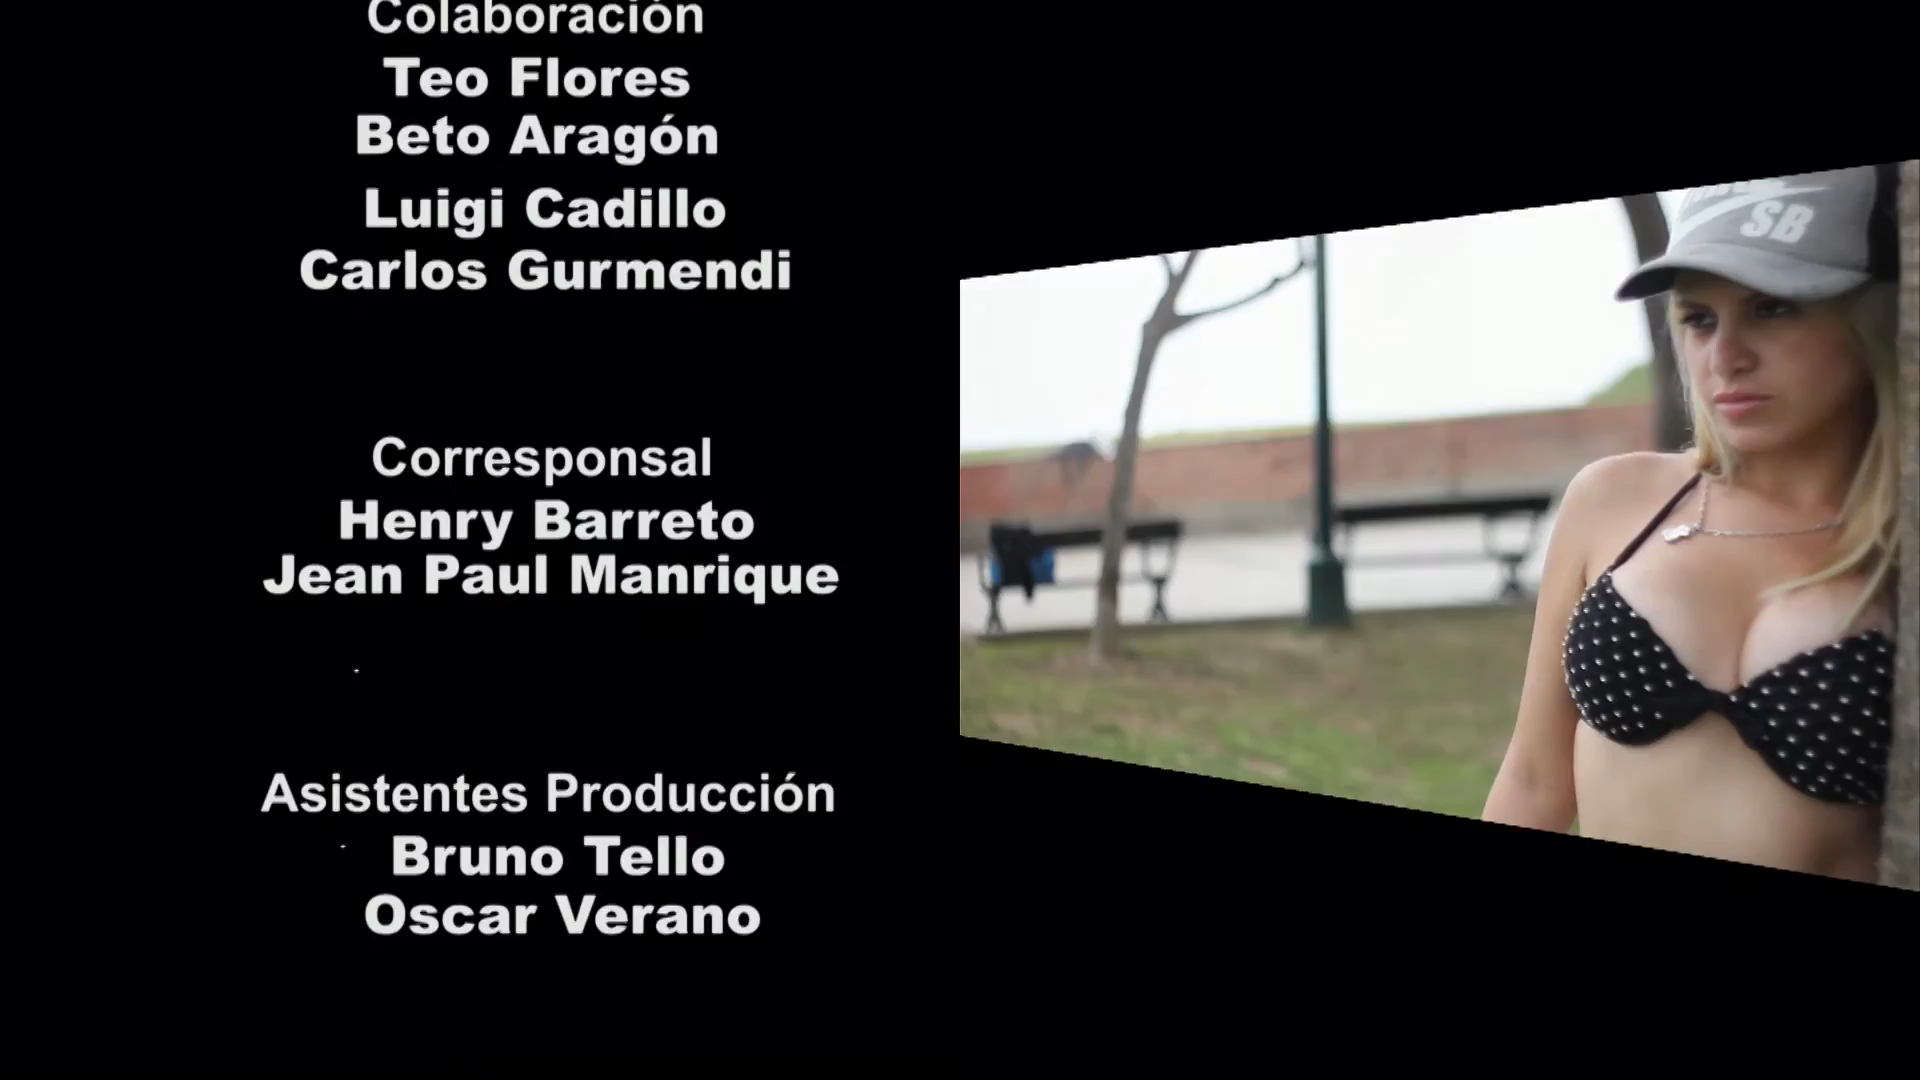 Colaboración
Teo Flores
Beto Aragón
Luigi Cadillo
Carlos Gurmendi
Corresponsal
Henry Barreto
Jean Paul Manrique
Asistentes Producción
Bruno Tello
Oscar Verano
SB